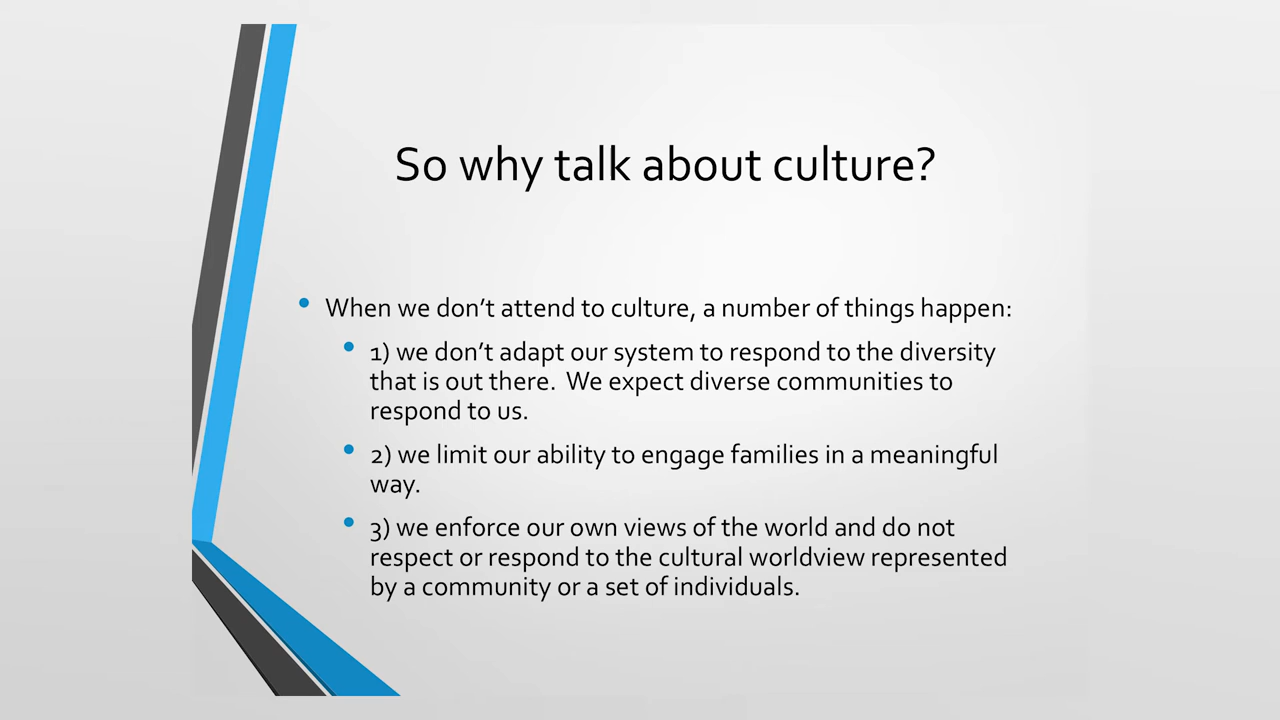 So why talk about culture?
When we don't attend to culture, a number of things happen:
1) we don't adapt our system to respond to the diversity
that is out there.  We expect diverse communities to
respond to us.
2) we limit our ability to engage families in a meaningful
way.
3) we enforce our own views of the world and do not
respect or respond to the cultural worldview represented
by a community or a set of individuals.